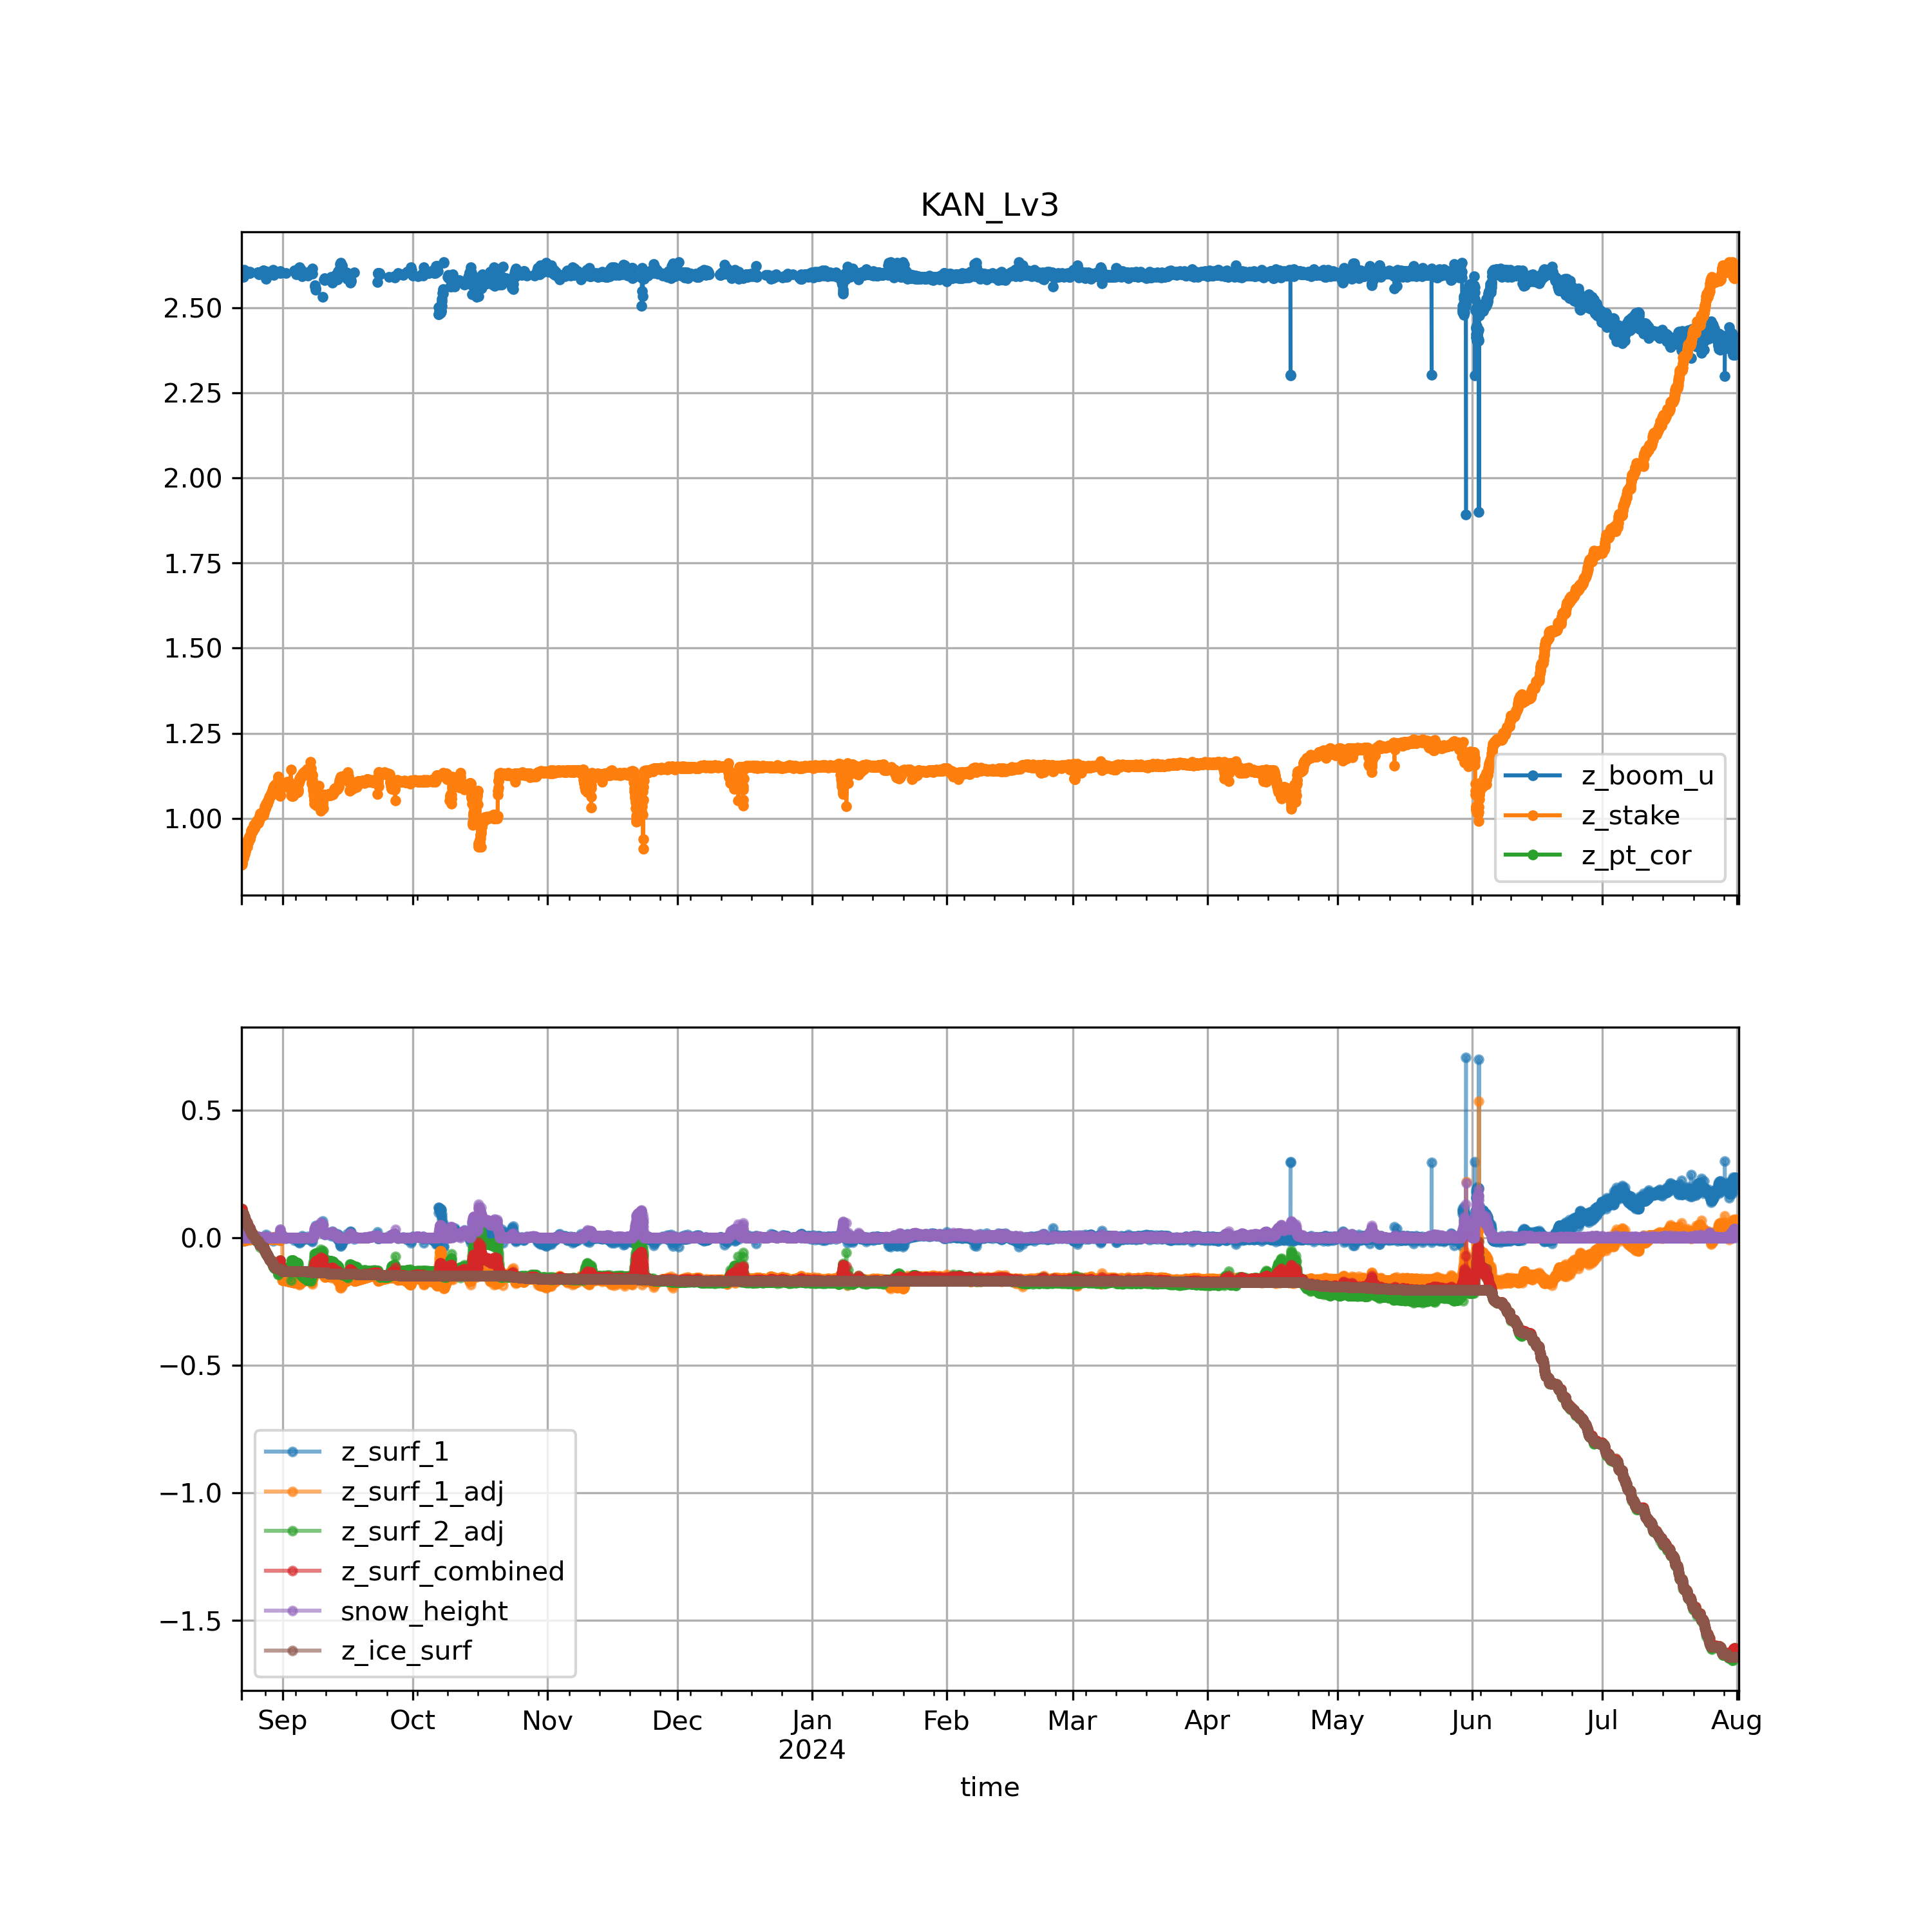 KAN_Lv3
2.50
2.25
2.00
1.75
1.50
1.25
1.00
z_boom_u
z_stake
z_pt_cor
0.5
0.0
−0.5
−1.0
−1.5
z_surf_1
z_surf_1_adj
z_surf_2_adj
z_surf_combined
snow_height
z_ice_surf
Sep Oct Nov Dec Jan Feb Mar Apr May Jun Jul Aug
2024
time